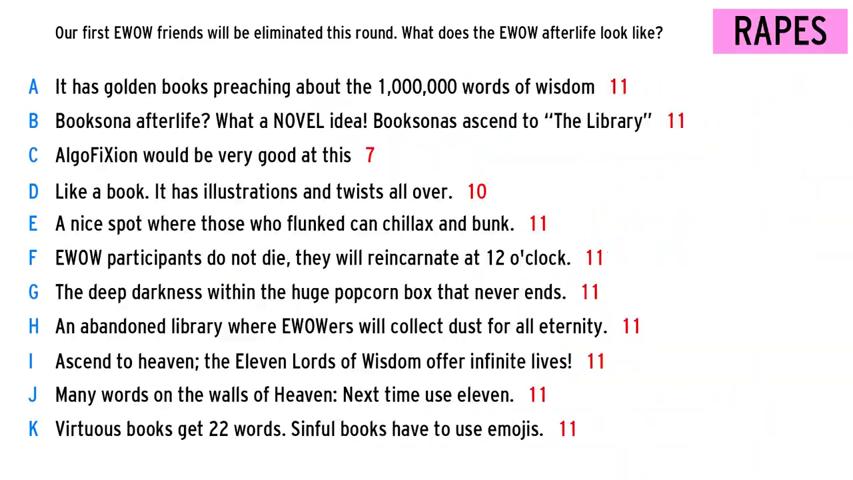 Our first EWOW friends will be eliminated this round. What does the EWOW afterlife look like?
RAPES
A It has golden books preaching about the 1,000,000 words of wisdom 11
B Booksona afterlife? What a NOVEL idea! Booksonas ascend to “The Library” 11
C AlgoFiXion would be very good at this 7
D Like a book. It has illustrations and twists all over. 10
E A nice spot where those who flunked can chillax and bunk. 11
F EWOW participants do not die, they will reincarnate at 12 o'clock. 11
G The deep darkness within the huge popcorn box that never ends. 11
H An abandoned library where EWOWers will collect dust for all eternity. 11
I Ascend to heaven; the Eleven Lords of Wisdom offer infinite lives! 11
J Many words on the walls of Heaven: Next time use eleven. 11
K Virtuous books get 22 words. Sinful books have to use emojis. 11